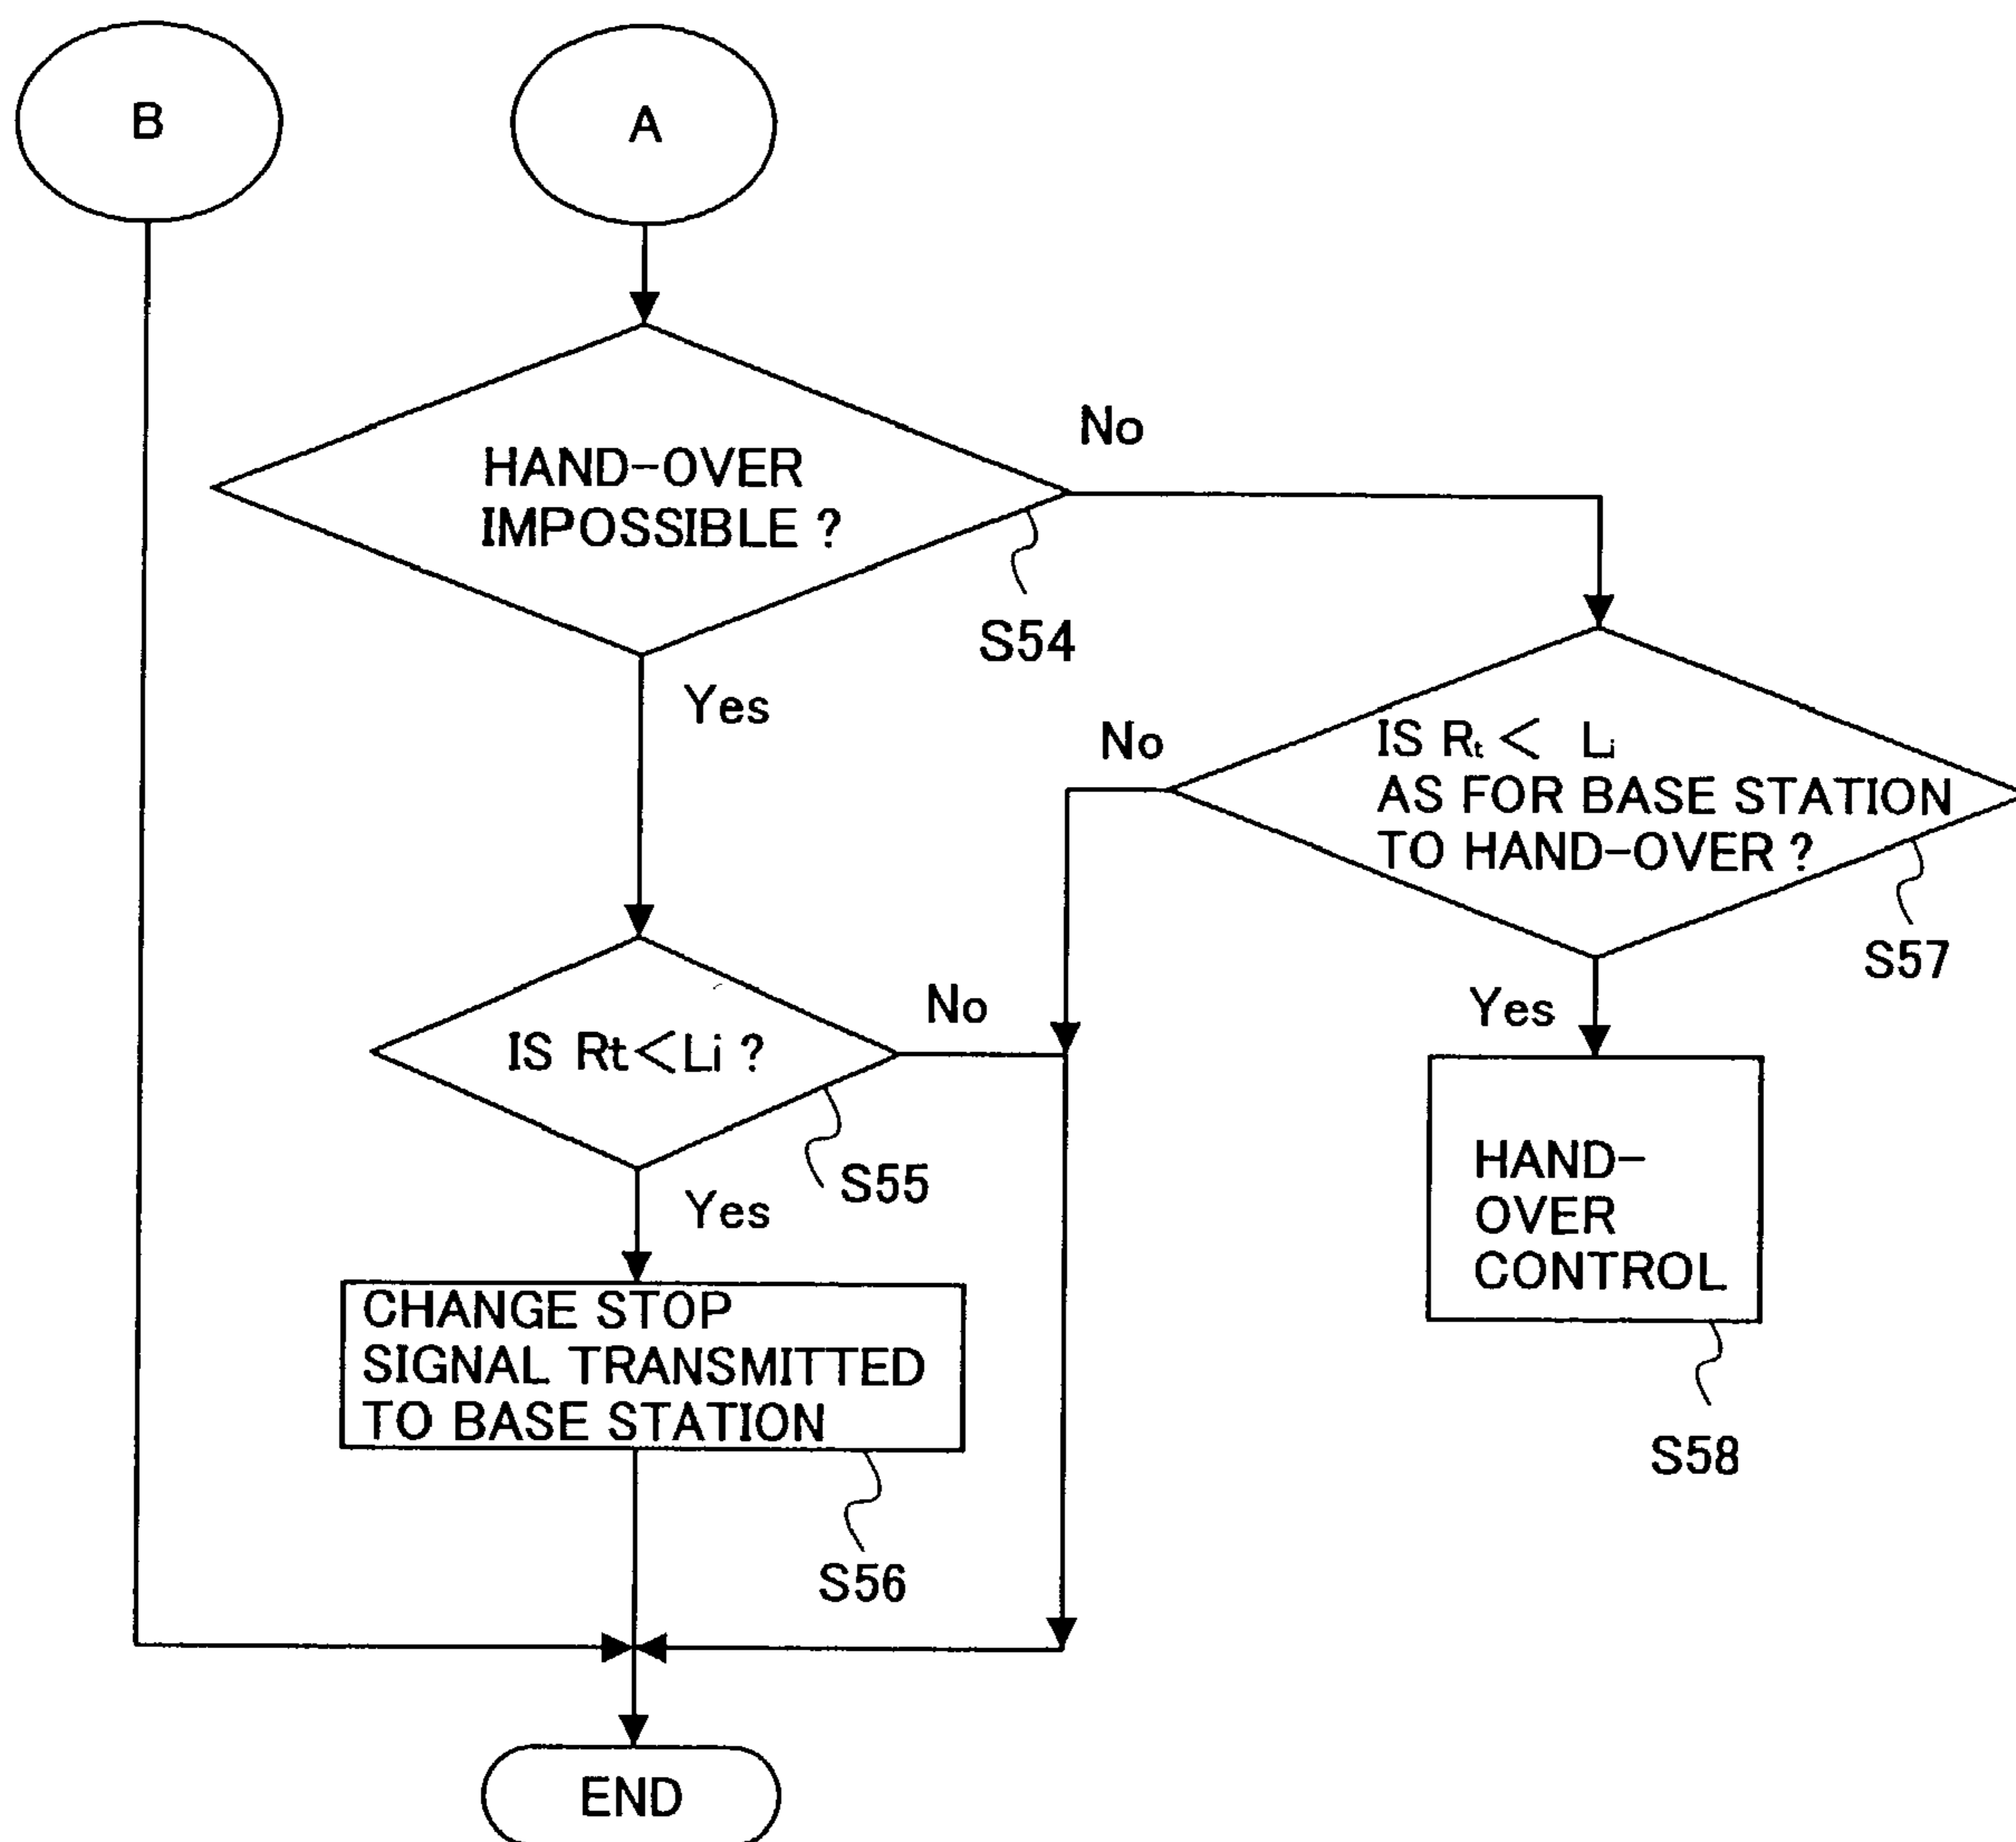 B
A
HAND-OVER
IMPOSSIBLE ?
No
S54
Yes
IS Rt < Li
AS FOR BASE STATION
TO HAND-OVER ?
No
S57
Yes
IS Rt<Li ?
No
S55
Yes
HAND-
OVER
CONTROL
S58
CHANGE STOP
SIGNAL TRANSMITTED
TO BASE STATION
S56
END